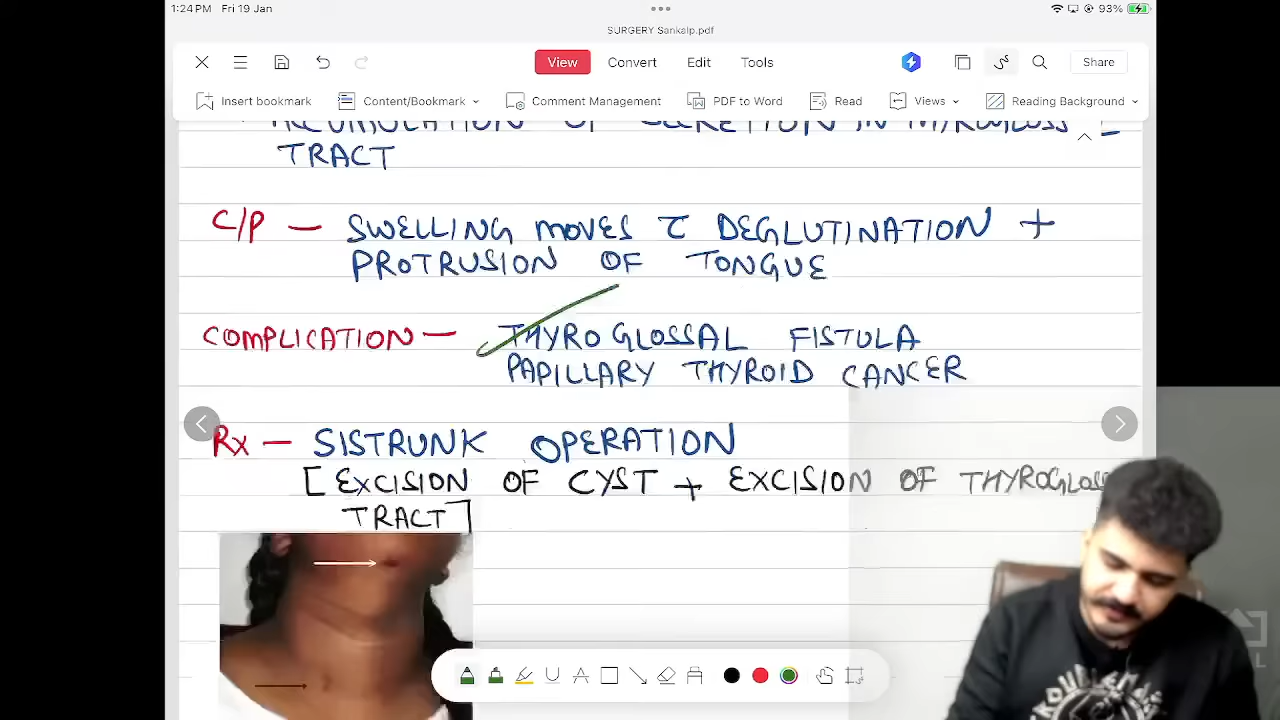 1:24 PM Fri 19 Jan
93%
SURGERY Sankalp.pdf
View Convert Edit Tools Share
Insert bookmark Content/Bookmark Comment Management PDF to Word Read Views Reading Background
TRACT
C/P — SWELLING MOVES c̄ DEGLUTINATION +
PROTRUSION OF TONGUE
COMPLICATION — THYROGLOSSAL FISTULA
PAPILLARY THYROID CANCER
Rx — SISTRUNK OPERATION
[EXCISION OF CYST + EXCISION OF
TRACT]